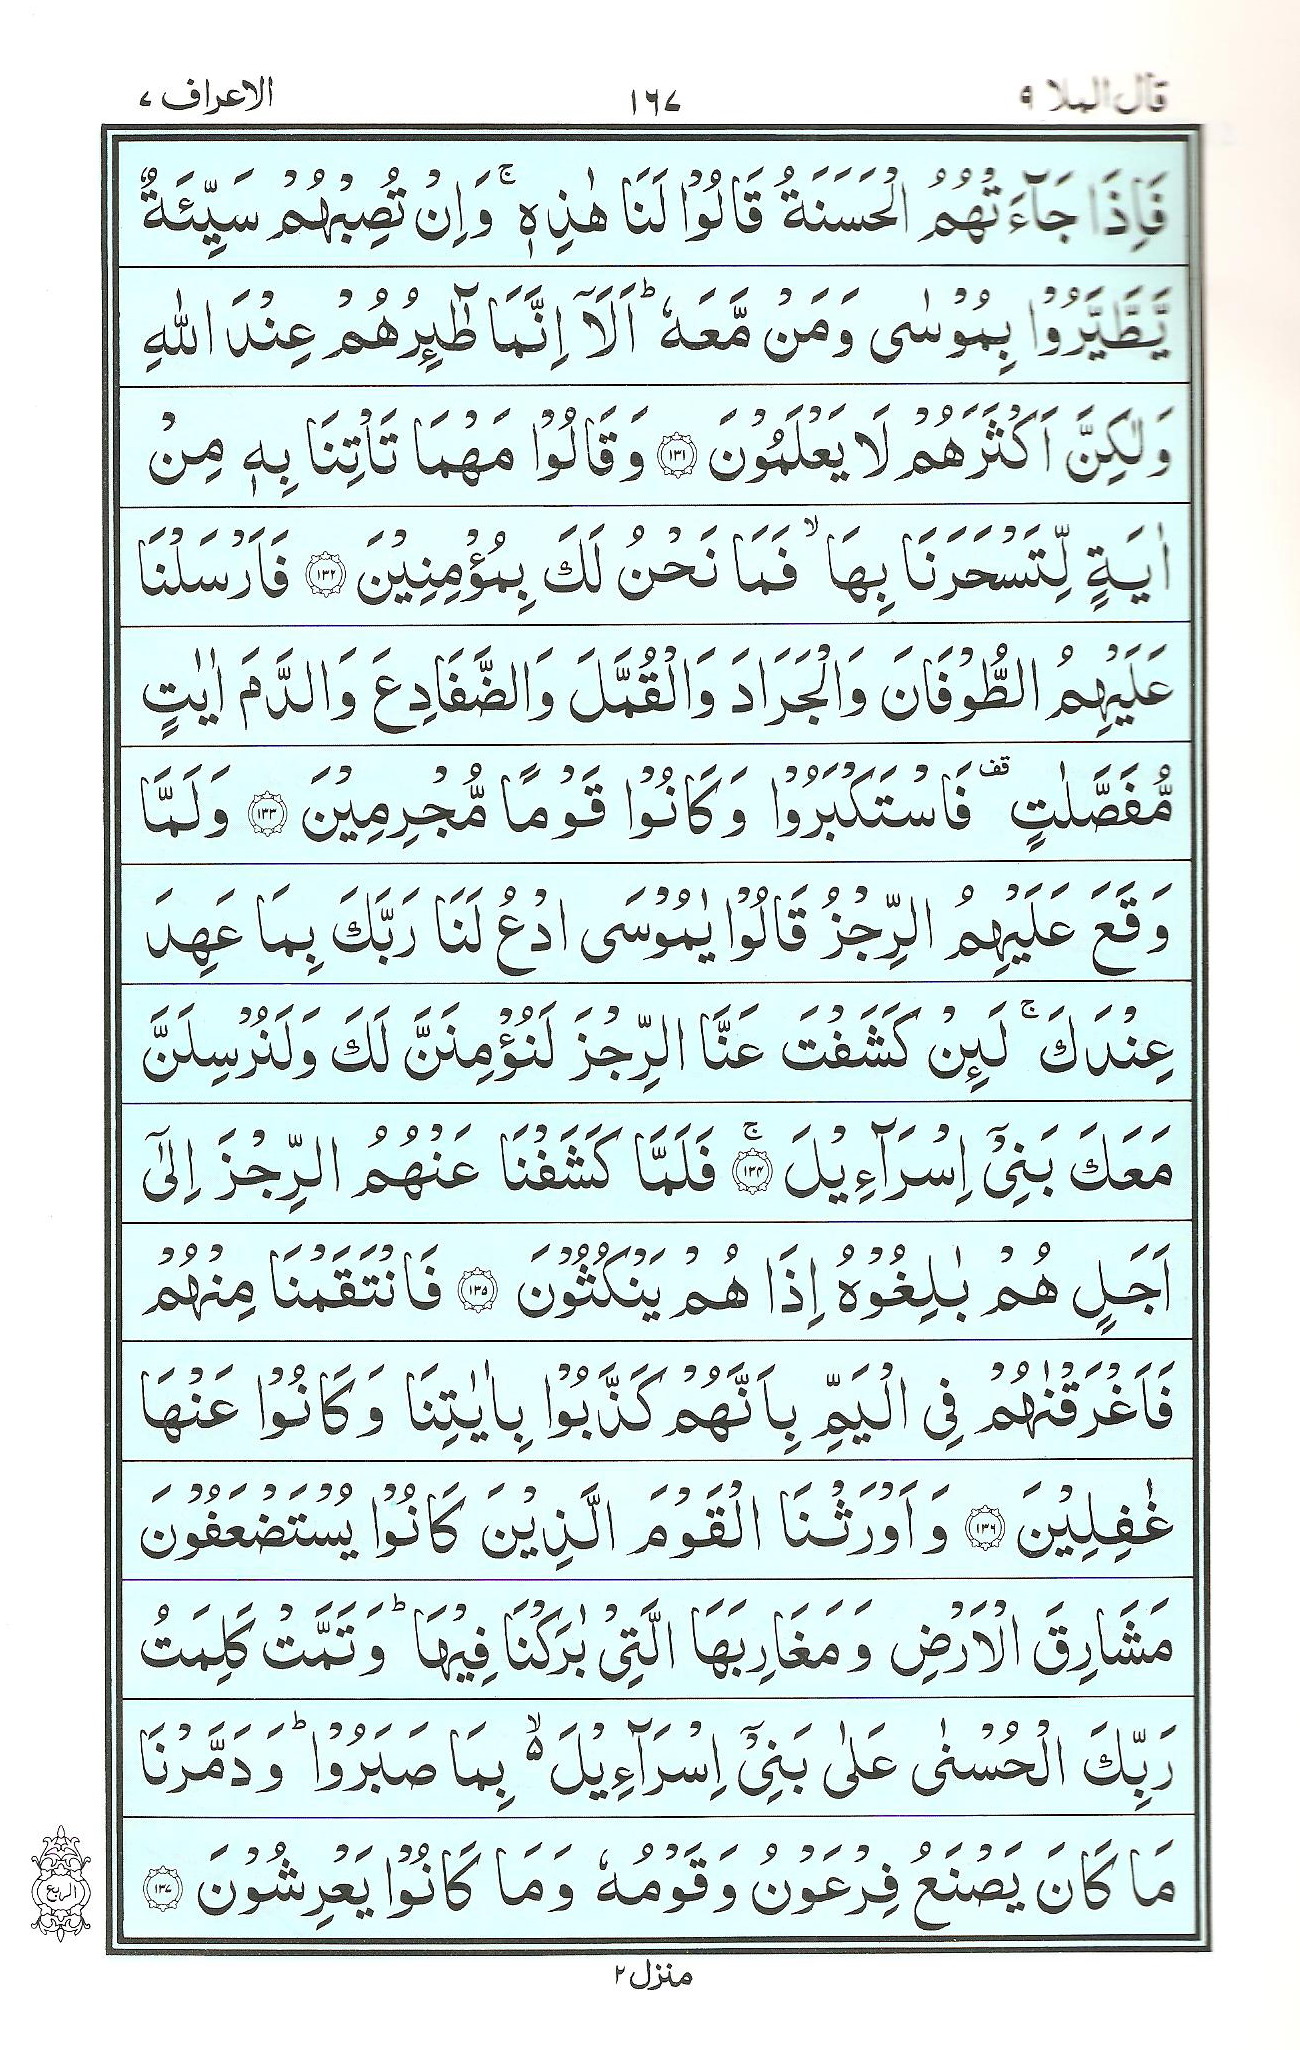 قال الملا ٩ ١٦٧ الاعراف ٧
فَاِذَا جَآءَتْهُمُ الْحَسَنَةُ قَالُوْا لَنَا هٰذِهٖ ۚ وَاِنْ تُصِبْهُمْ سَيِّئَةٌ
يَّطَّيَّرُوْا بِمُوْسٰى وَمَنْ مَّعَهٗ ؕ اَلَاۤ اِنَّمَا طٰٓئِرُهُمْ عِنْدَ اللّٰهِ
وَلٰكِنَّ اَكْثَرَهُمْ لَا يَعْلَمُوْنَ ۝١٣١ وَقَالُوْا مَهْمَا تَاْتِنَا بِهٖ مِنْ
اٰيَةٍ لِّتَسْحَرَنَا بِهَا ۙ فَمَا نَحْنُ لَكَ بِمُؤْمِنِيْنَ ۝١٣٢ فَاَرْسَلْنَا
عَلَيْهِمُ الطُّوْفَانَ وَالْجَرَادَ وَالْقُمَّلَ وَالضَّفَادِعَ وَالدَّمَ اٰيٰتٍ
مُّفَصَّلٰتٍ قف فَاسْتَكْبَرُوْا وَكَانُوْا قَوْمًا مُّجْرِمِيْنَ ۝١٣٣ وَلَمَّا
وَقَعَ عَلَيْهِمُ الرِّجْزُ قَالُوْا يٰمُوْسَى ادْعُ لَنَا رَبَّكَ بِمَا عَهِدَ
عِنْدَكَ ۚ لَئِنْ كَشَفْتَ عَنَّا الرِّجْزَ لَنُؤْمِنَنَّ لَكَ وَلَنُرْسِلَنَّ
مَعَكَ بَنِيْۤ اِسْرَآءِيْلَ ۝١٣٤ ۚ فَلَمَّا كَشَفْنَا عَنْهُمُ الرِّجْزَ اِلٰٓى
اَجَلٍ هُمْ بٰلِغُوْهُ اِذَا هُمْ يَنْكُثُوْنَ ۝١٣٥ فَانْتَقَمْنَا مِنْهُمْ
فَاَغْرَقْنٰهُمْ فِى الْيَمِّ بِاَنَّهُمْ كَذَّبُوْا بِاٰيٰتِنَا وَكَانُوْا عَنْهَا
غٰفِلِيْنَ ۝١٣٦ وَاَوْرَثْنَا الْقَوْمَ الَّذِيْنَ كَانُوْا يُسْتَضْعَفُوْنَ
مَشَارِقَ الْاَرْضِ وَمَغَارِبَهَا الَّتِيْ بٰرَكْنَا فِيْهَا ؕ وَتَمَّتْ كَلِمَتُ
رَبِّكَ الْحُسْنٰى عَلٰى بَنِيْۤ اِسْرَآءِيْلَ ۙ۵ بِمَا صَبَرُوْا ؕ وَدَمَّرْنَا
مَا كَانَ يَصْنَعُ فِرْعَوْنُ وَقَوْمُهٗ وَمَا كَانُوْا يَعْرِشُوْنَ ۝١٣٧
الربع
منزل ٢